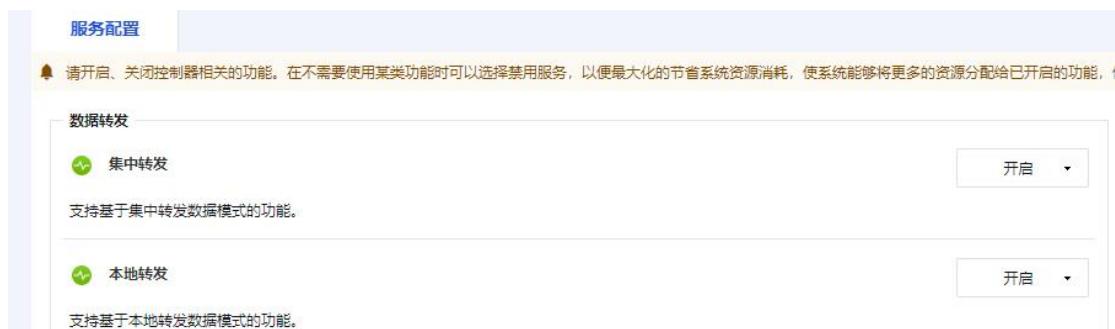 服务配置
请开启、关闭控制器相关的功能。在不需要使用某类功能时可以选择禁用服务，以便最大化的节省系统资源消耗，使系统能够将更多的资源分配给已开启的功能，
数据转发
集中转发
开启
支持基于集中转发数据模式的功能。
本地转发
开启
支持基于本地转发数据模式的功能。